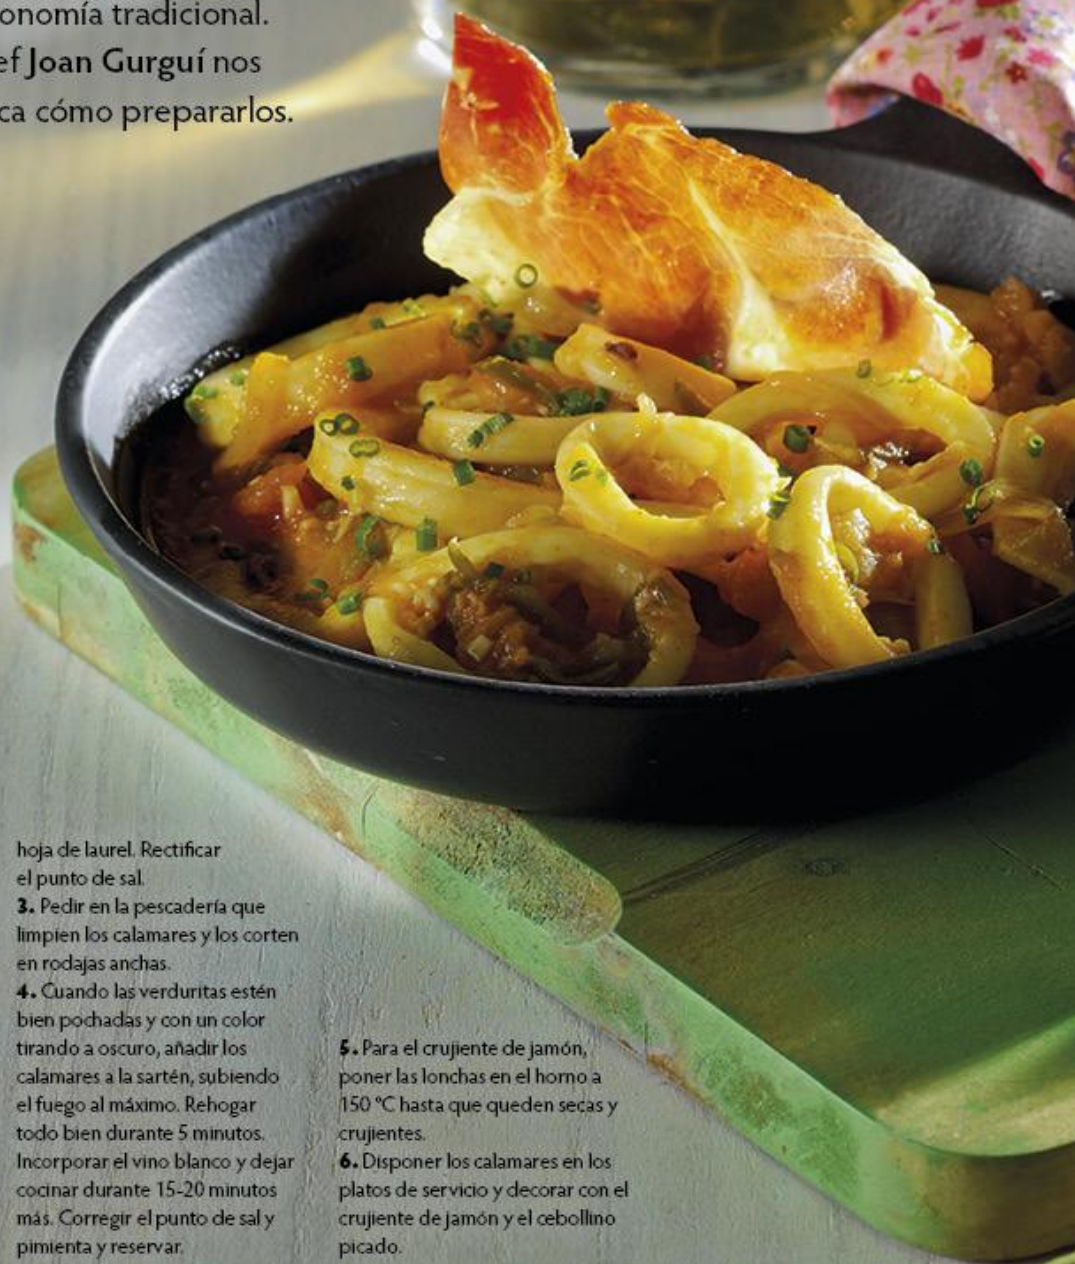 onomía tradicional.
ef Joan Gurguí nos
ca cómo prepararlos.
hoja de laurel. Rectificar
el punto de sal.
3. Pedir en la pescadería que
limpien los calamares y los corten
en rodajas anchas.
4. Cuando las verduritas estén
bien pochadas y con un color
tirando a oscuro, añadir los
calamares a la sartén, subiendo
el fuego al máximo. Rehogar
todo bien durante 5 minutos.
Incorporar el vino blanco y dejar
cocinar durante 15-20 minutos
más. Corregir el punto de sal y
pimienta y reservar.
5. Para el crujiente de jamón,
poner las lonchas en el horno a
150 °C hasta que queden secas y
crujientes.
6. Disponer los calamares en los
platos de servicio y decorar con el
crujiente de jamón y el cebollino
picado.